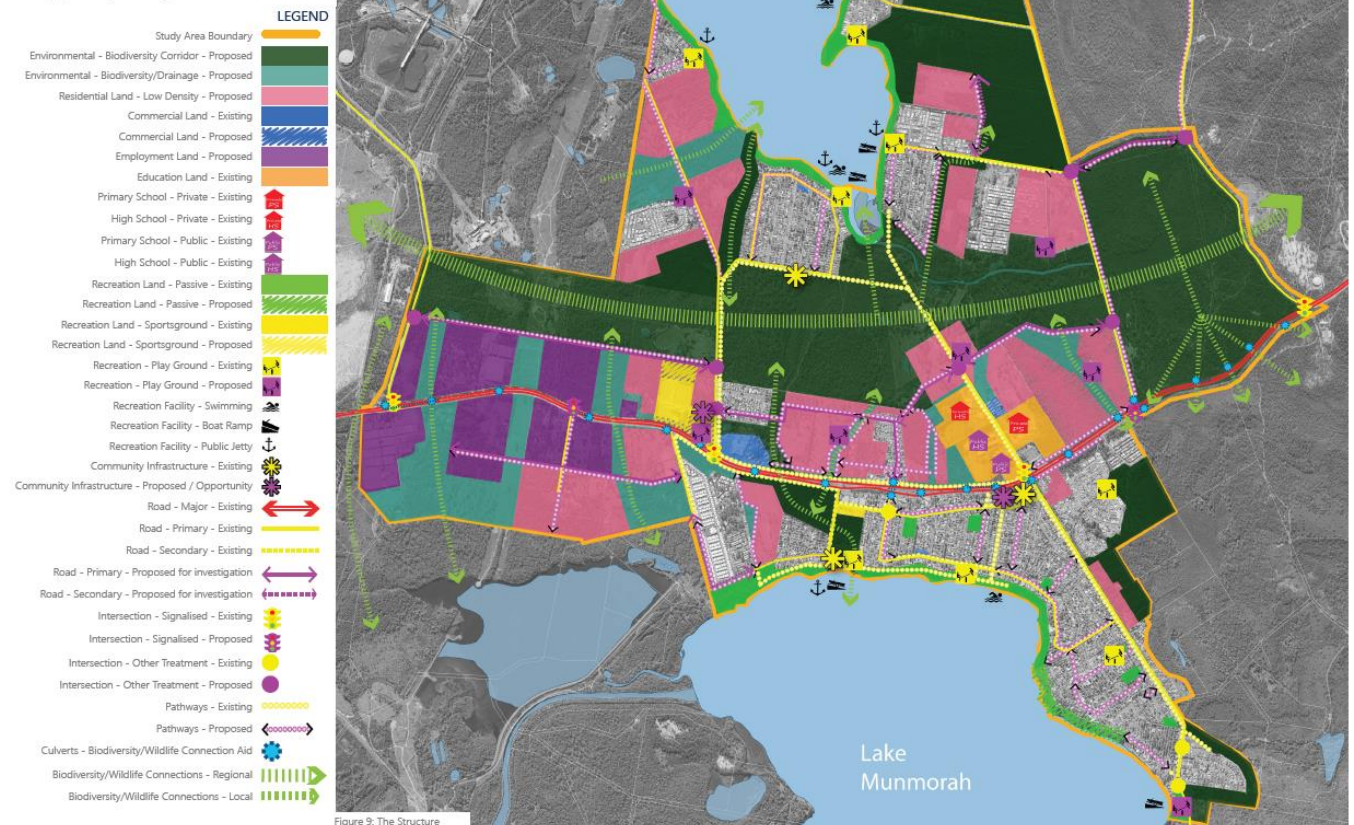 LEGEND
Study Area Boundary
Environmental - Biodiversity Corridor - Proposed
Environmental - Biodiversity/Drainage - Proposed
Residential Land - Low Density - Proposed
Commercial Land - Existing
Commercial Land - Proposed
Employment Land - Proposed
Education Land - Existing
Primary School - Private - Existing
High School - Private - Existing
Primary School - Public - Existing
High School - Public - Existing
Recreation Land - Passive - Existing
Recreation Land - Passive - Proposed
Recreation Land - Sportsground - Existing
Recreation Land - Sportsground - Proposed
Recreation - Play Ground - Existing
Recreation - Play Ground - Proposed
Recreation Facility - Swimming
Recreation Facility - Boat Ramp
Recreation Facility - Public Jetty
Community Infrastructure - Existing
Community Infrastructure - Proposed / Opportunity
Road - Major - Existing
Road - Primary - Existing
Road - Secondary - Existing
Road - Primary - Proposed for investigation
Road - Secondary - Proposed for investigation
Intersection - Signalised - Existing
Intersection - Signalised - Proposed
Intersection - Other Treatment - Existing
Intersection - Other Treatment - Proposed
Pathways - Existing
Pathways - Proposed
Culverts - Biodiversity/Wildlife Connection Aid
Biodiversity/Wildlife Connections - Regional
Biodiversity/Wildlife Connections - Local
Lake
Munmorah
Figure 9: The Structure